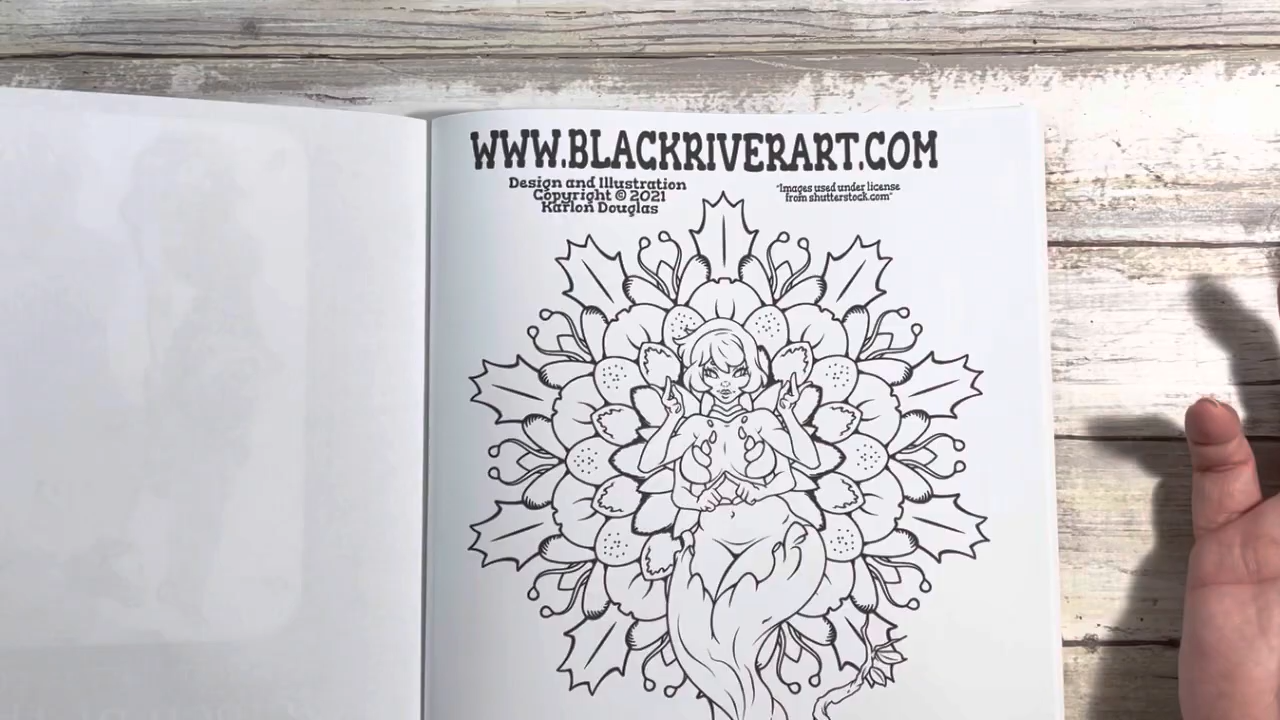 WWW.BLACKRIVERART.COM
Design and Illustration
Copyright © 2021
Karlon Douglas
"Images used under license
from shutterstock.com"